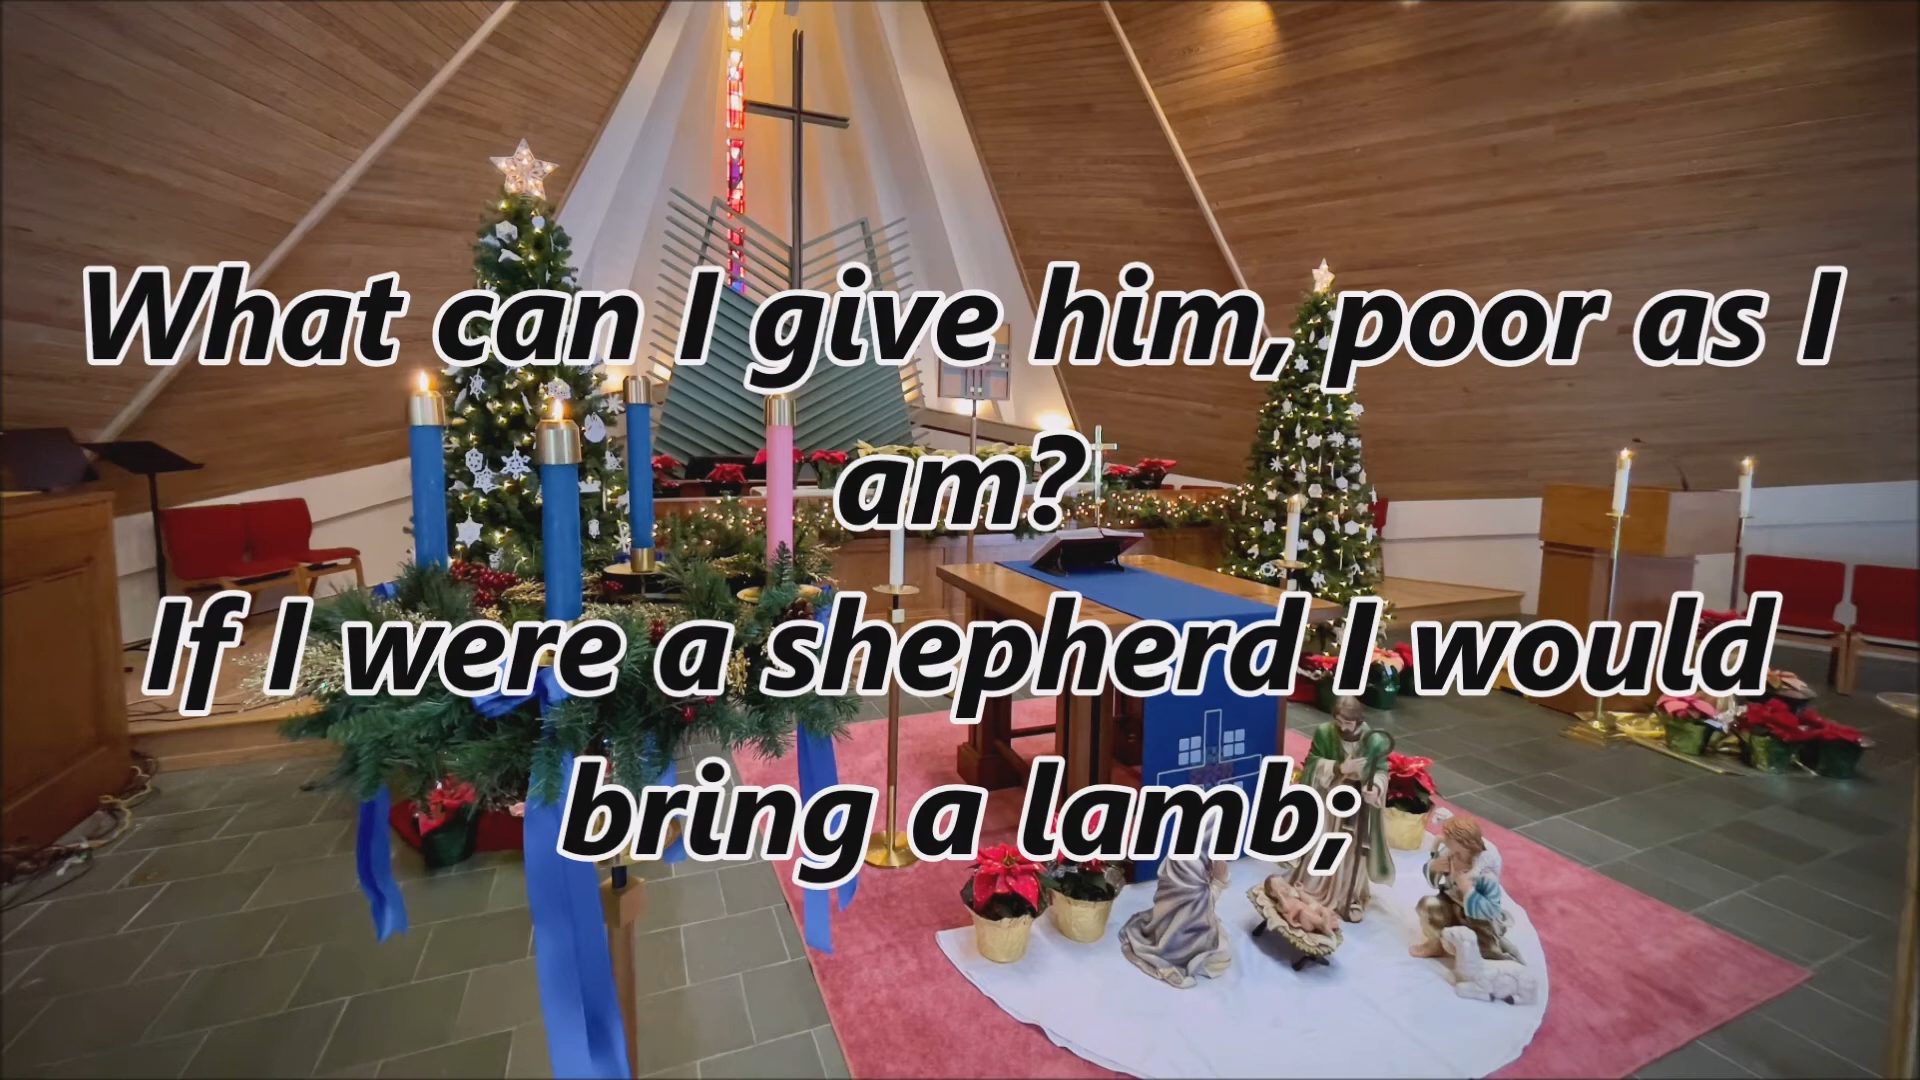 What can I give him, poor as I
am?
If I were a shepherd I would
bring a lamb;